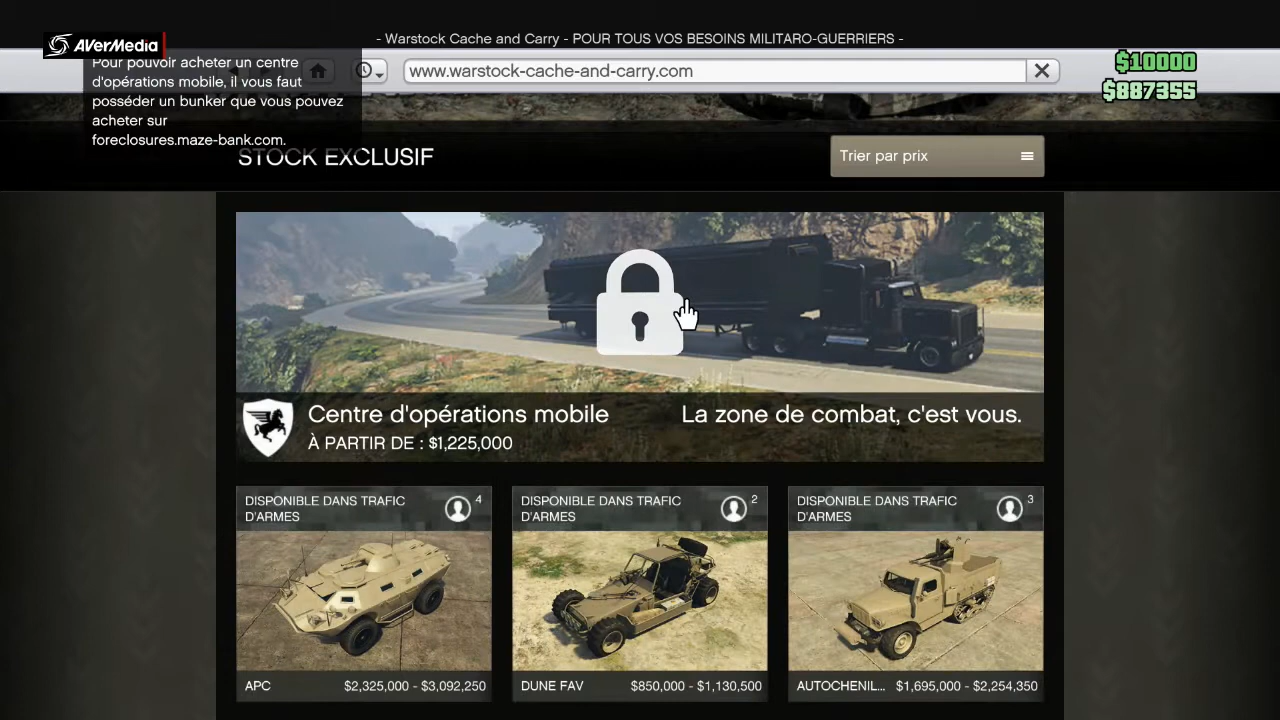 AVerMedia
- Warstock Cache and Carry - POUR TOUS VOS BESOINS MILITARO-GUERRIERS -
Pour pouvoir acheter un centre
d'opérations mobile, il vous faut
posséder un bunker que vous pouvez
acheter sur
foreclosures.maze-bank.com.
www.warstock-cache-and-carry.com
$10000
$887355
STOCK EXCLUSIF
Trier par prix
Centre d'opérations mobile
La zone de combat, c'est vous.
À PARTIR DE : $1,225,000
DISPONIBLE DANS TRAFIC
D'ARMES
4
DISPONIBLE DANS TRAFIC
D'ARMES
2
DISPONIBLE DANS TRAFIC
D'ARMES
3
APC
$2,325,000 - $3,092,250
DUNE FAV
$850,000 - $1,130,500
AUTOCHENIL...
$1,695,000 - $2,254,350